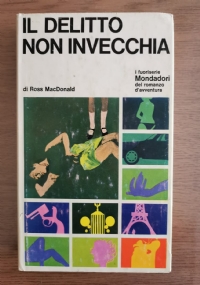 IL DELITTO
NON INVECCHIA
di Ross MacDonald
i fuoriserie
Mondadori
del romanzo
d'avventura